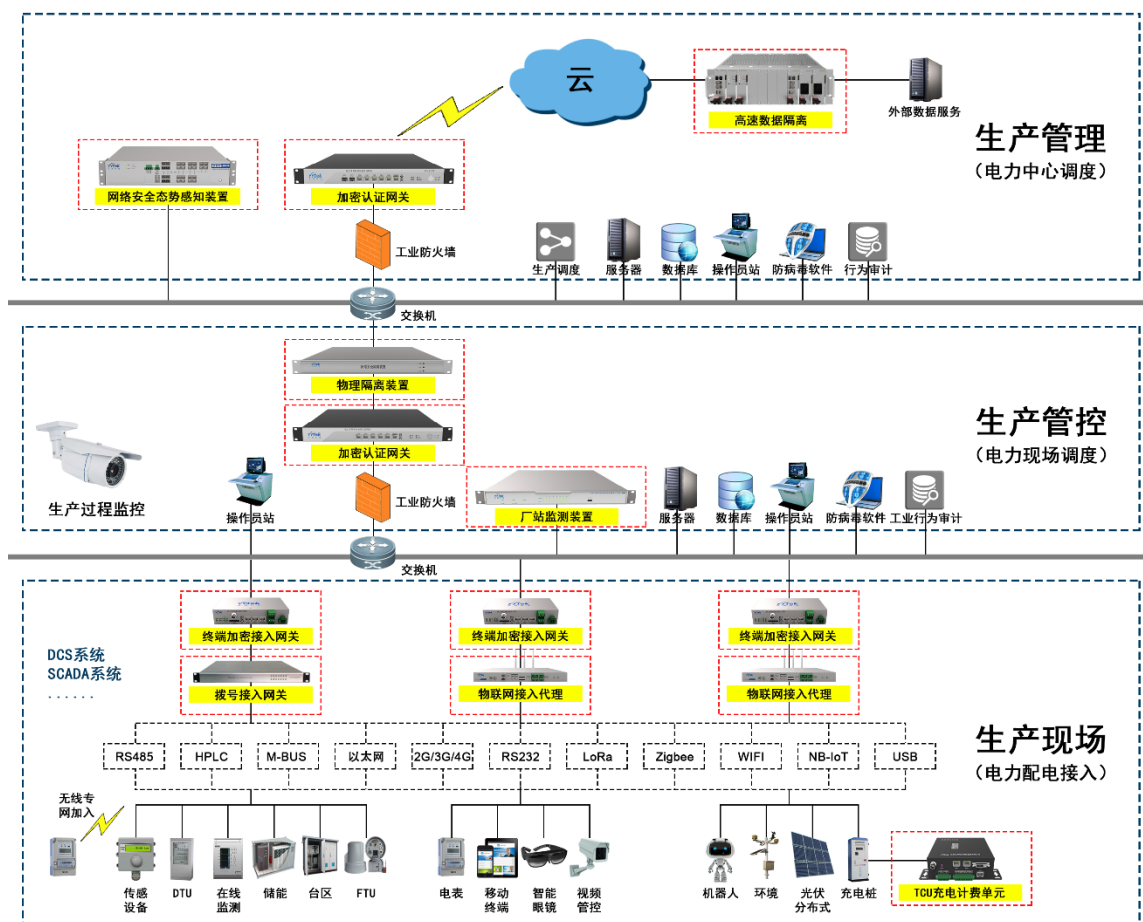 云
高速数据隔离
外部数据服务
生产管理
(电力中心调度)
网络安全态势感知装置
加密认证网关
工业防火墙
生产调度
服务器
数据库
操作员站
防病毒软件
行为审计
交换机
物理隔离装置
加密认证网关
生产管控
(电力现场调度)
生产过程监控
操作员站
工业防火墙
厂站监测装置
服务器
数据库
操作员站
防病毒软件
工业行为审计
交换机
终端加密接入网关
终端加密接入网关
终端加密接入网关
DCS系统
SCADA系统
......
拨号接入网关
物联网接入代理
物联网接入代理
生产现场
(电力配电接入)
RS485
HPLC
M-BUS
以太网
2G/3G/4G
RS232
LoRa
Zigbee
WIFI
NB-IoT
USB
无线专
网加入
传感
设备
DTU
在线
监测
储能
台区
FTU
电表
移动
终端
智能
眼镜
视频
管控
机器人
环境
光伏
分布式
充电桩
TCU充电计费单元